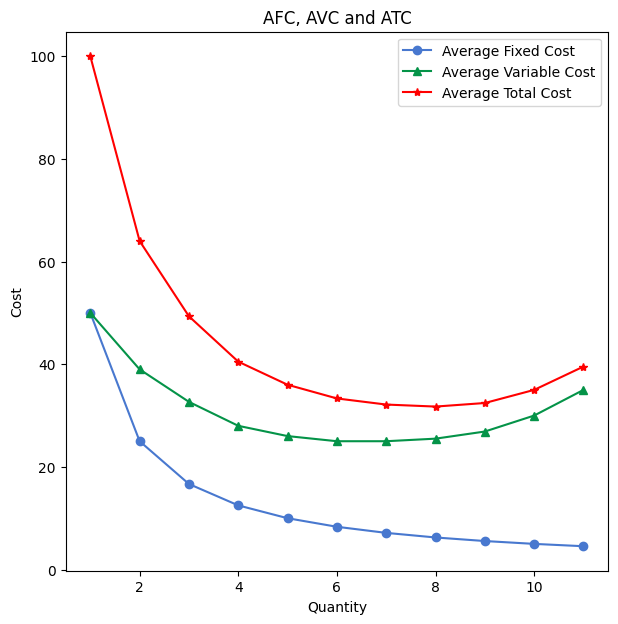 AFC, AVC and ATC
Average Fixed Cost
Average Variable Cost
Average Total Cost
100
80
60
40
20
0
Cost
2 4 6 8 10
Quantity